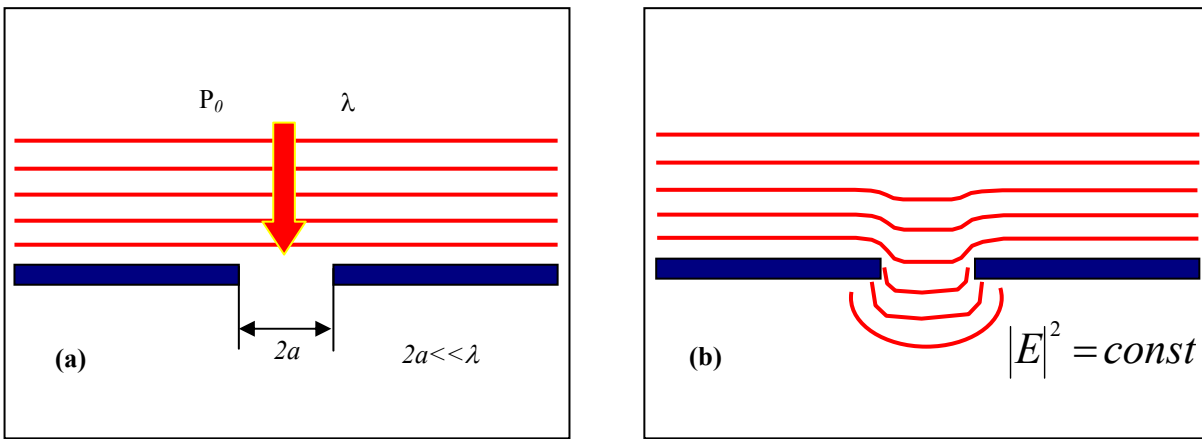 P₀ λ
2a
(a) 2a<<λ
(b) |E|² = const